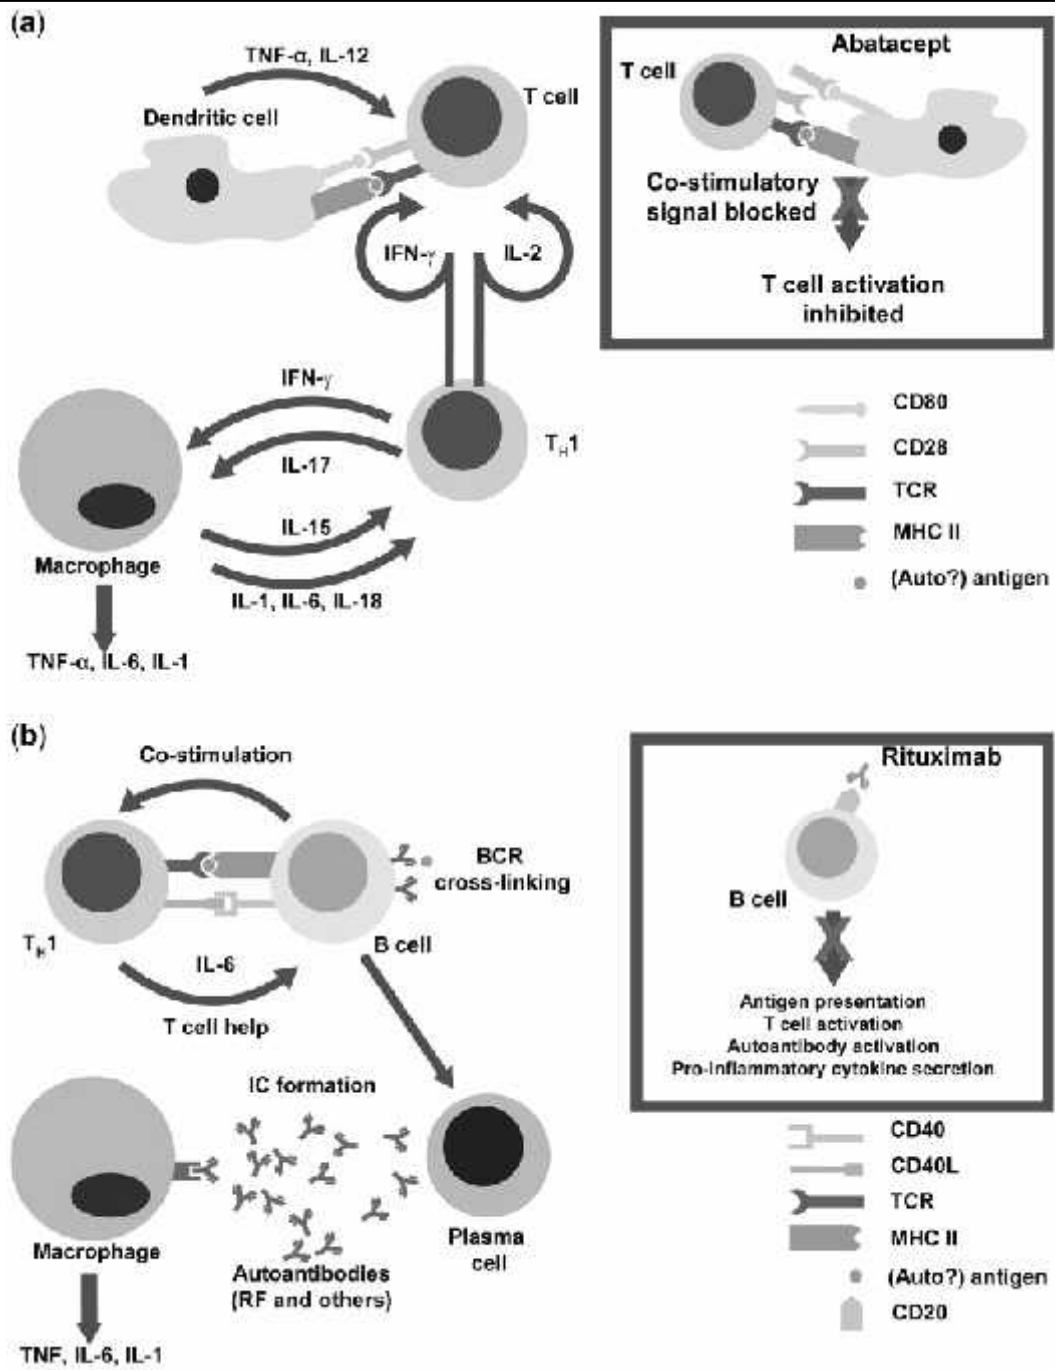 (a)
TNF-α, IL-12
T cell
Dendritic cell
IFN-γ
IL-2
IFN-γ
IL-17
T_H1
IL-15
Macrophage
IL-1, IL-6, IL-18
TNF-α, IL-6, IL-1
Abatacept
T cell
Co-stimulatory
signal blocked
T cell activation
inhibited
CD80
CD28
TCR
MHC II
(Auto?) antigen
(b)
Co-stimulation
BCR
cross-linking
T_H1
B cell
IL-6
T cell help
IC formation
Macrophage
Plasma
cell
Autoantibodies
(RF and others)
TNF, IL-6, IL-1
Rituximab
B cell
Antigen presentation
T cell activation
Autoantibody activation
Pro-inflammatory cytokine secretion
CD40
CD40L
TCR
MHC II
(Auto?) antigen
CD20